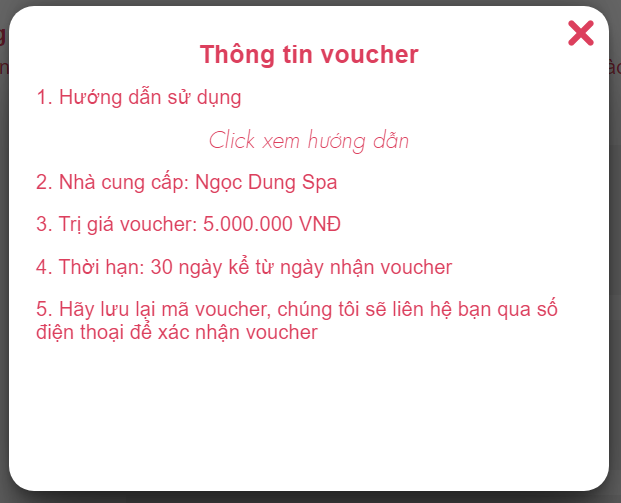 Thông tin voucher
1. Hướng dẫn sử dụng
Click xem hướng dẫn
2. Nhà cung cấp: Ngọc Dung Spa
3. Trị giá voucher: 5.000.000 VNĐ
4. Thời hạn: 30 ngày kể từ ngày nhận voucher
5. Hãy lưu lại mã voucher, chúng tôi sẽ liên hệ bạn qua số
điện thoại để xác nhận voucher